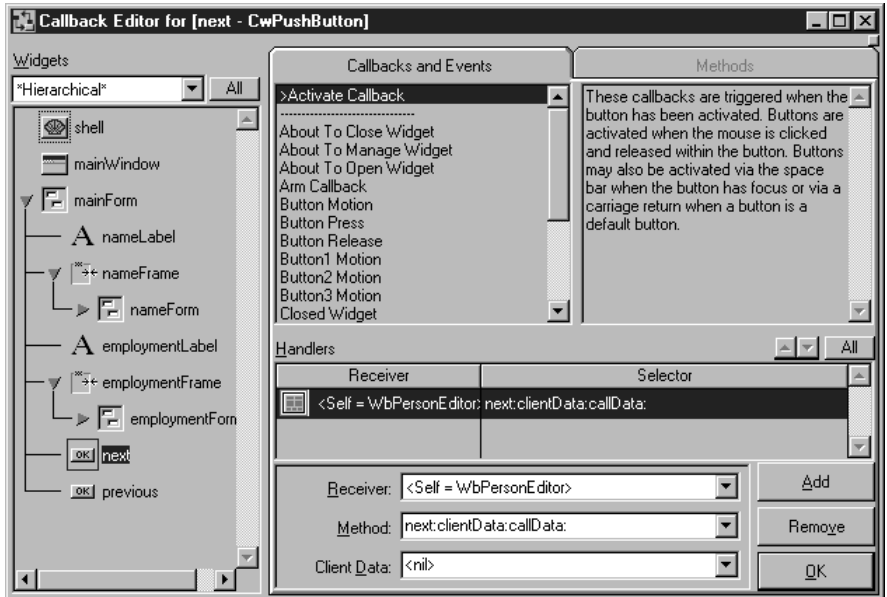 Callback Editor for [next - CwPushButton]
Widgets
*Hierarchical*
All
shell
mainWindow
mainForm
A nameLabel
nameFrame
nameForm
A employmentLabel
employmentFrame
employmentForm
OK next
OK previous
Callbacks and Events
Methods
>Activate Callback
--------------------------------
About To Close Widget
About To Manage Widget
About To Open Widget
Arm Callback
Button Motion
Button Press
Button Release
Button1 Motion
Button2 Motion
Button3 Motion
Closed Widget
These callbacks are triggered when the
button has been activated. Buttons are
activated when the mouse is clicked
and released within the button. Buttons
may also be activated via the space
bar when the button has focus or via a
carriage return when a button is a
default button.
Handlers
All
Receiver Selector
<Self = WbPersonEditor> next:clientData:callData:
Receiver: <Self = WbPersonEditor>
Method: next:clientData:callData:
Client Data: <nil>
Add
Remove
OK